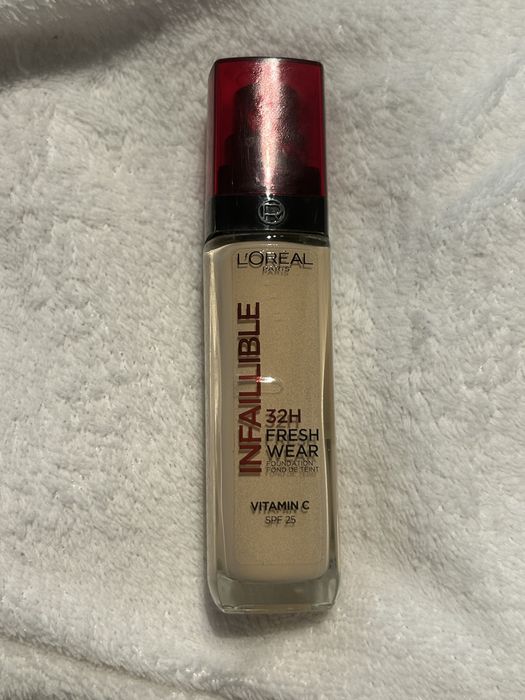 L'ORÉAL
PARIS
INFAILLIBLE
32H
FRESH
WEAR
FOUNDATION
FOND DE TEINT
VITAMIN C
SPF 25